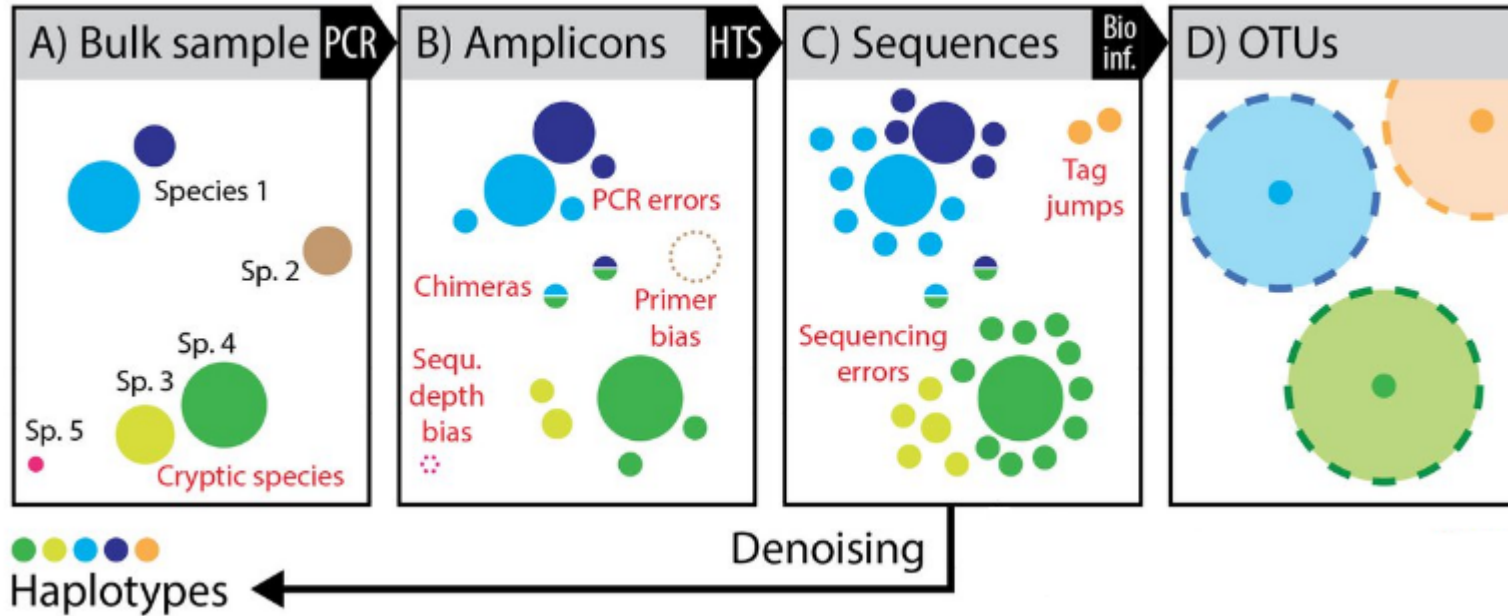 A) Bulk sample
PCR
B) Amplicons
HTS
C) Sequences
Bio
inf.
D) OTUs
Species 1
Sp. 2
Sp. 4
Sp. 3
Sp. 5
Cryptic species
PCR errors
Chimeras
Primer
bias
Sequ.
depth
bias
Tag
jumps
Sequencing
errors
Denoising
Haplotypes